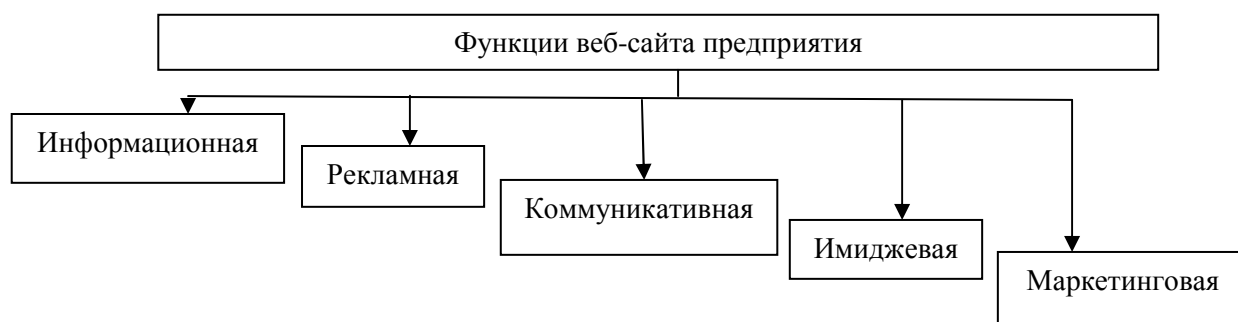 Функции веб-сайта предприятия
Информационная
Рекламная
Коммуникативная
Имиджевая
Маркетинговая